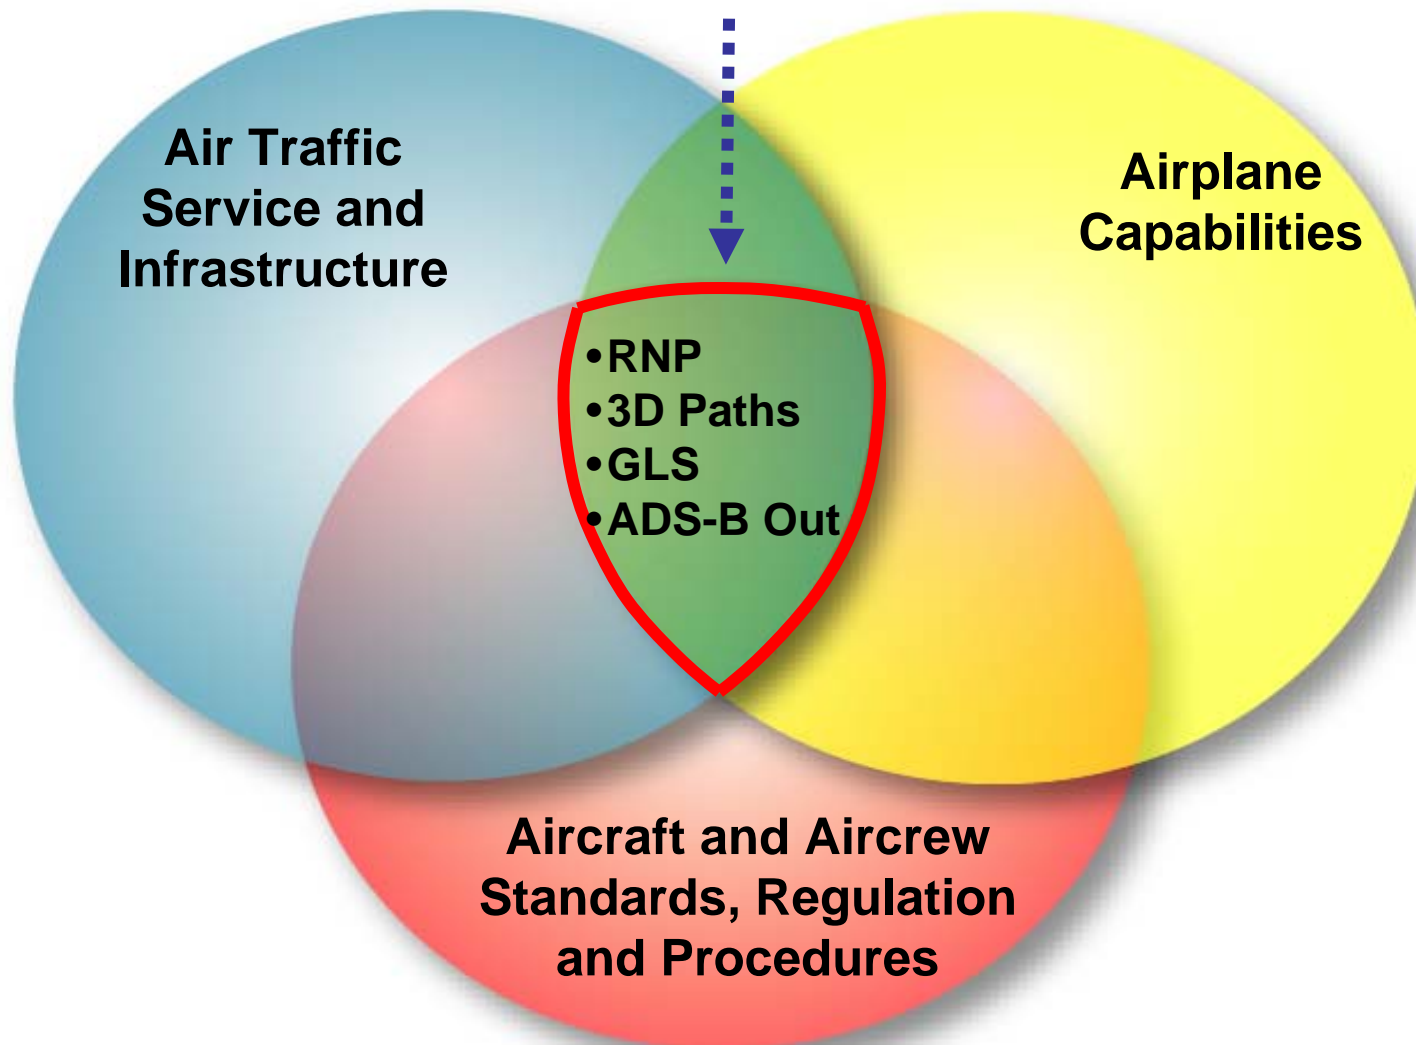 Air Traffic
Service and
Infrastructure
Airplane
Capabilities
•RNP
•3D Paths
•GLS
•ADS-B Out
Aircraft and Aircrew
Standards, Regulation
and Procedures